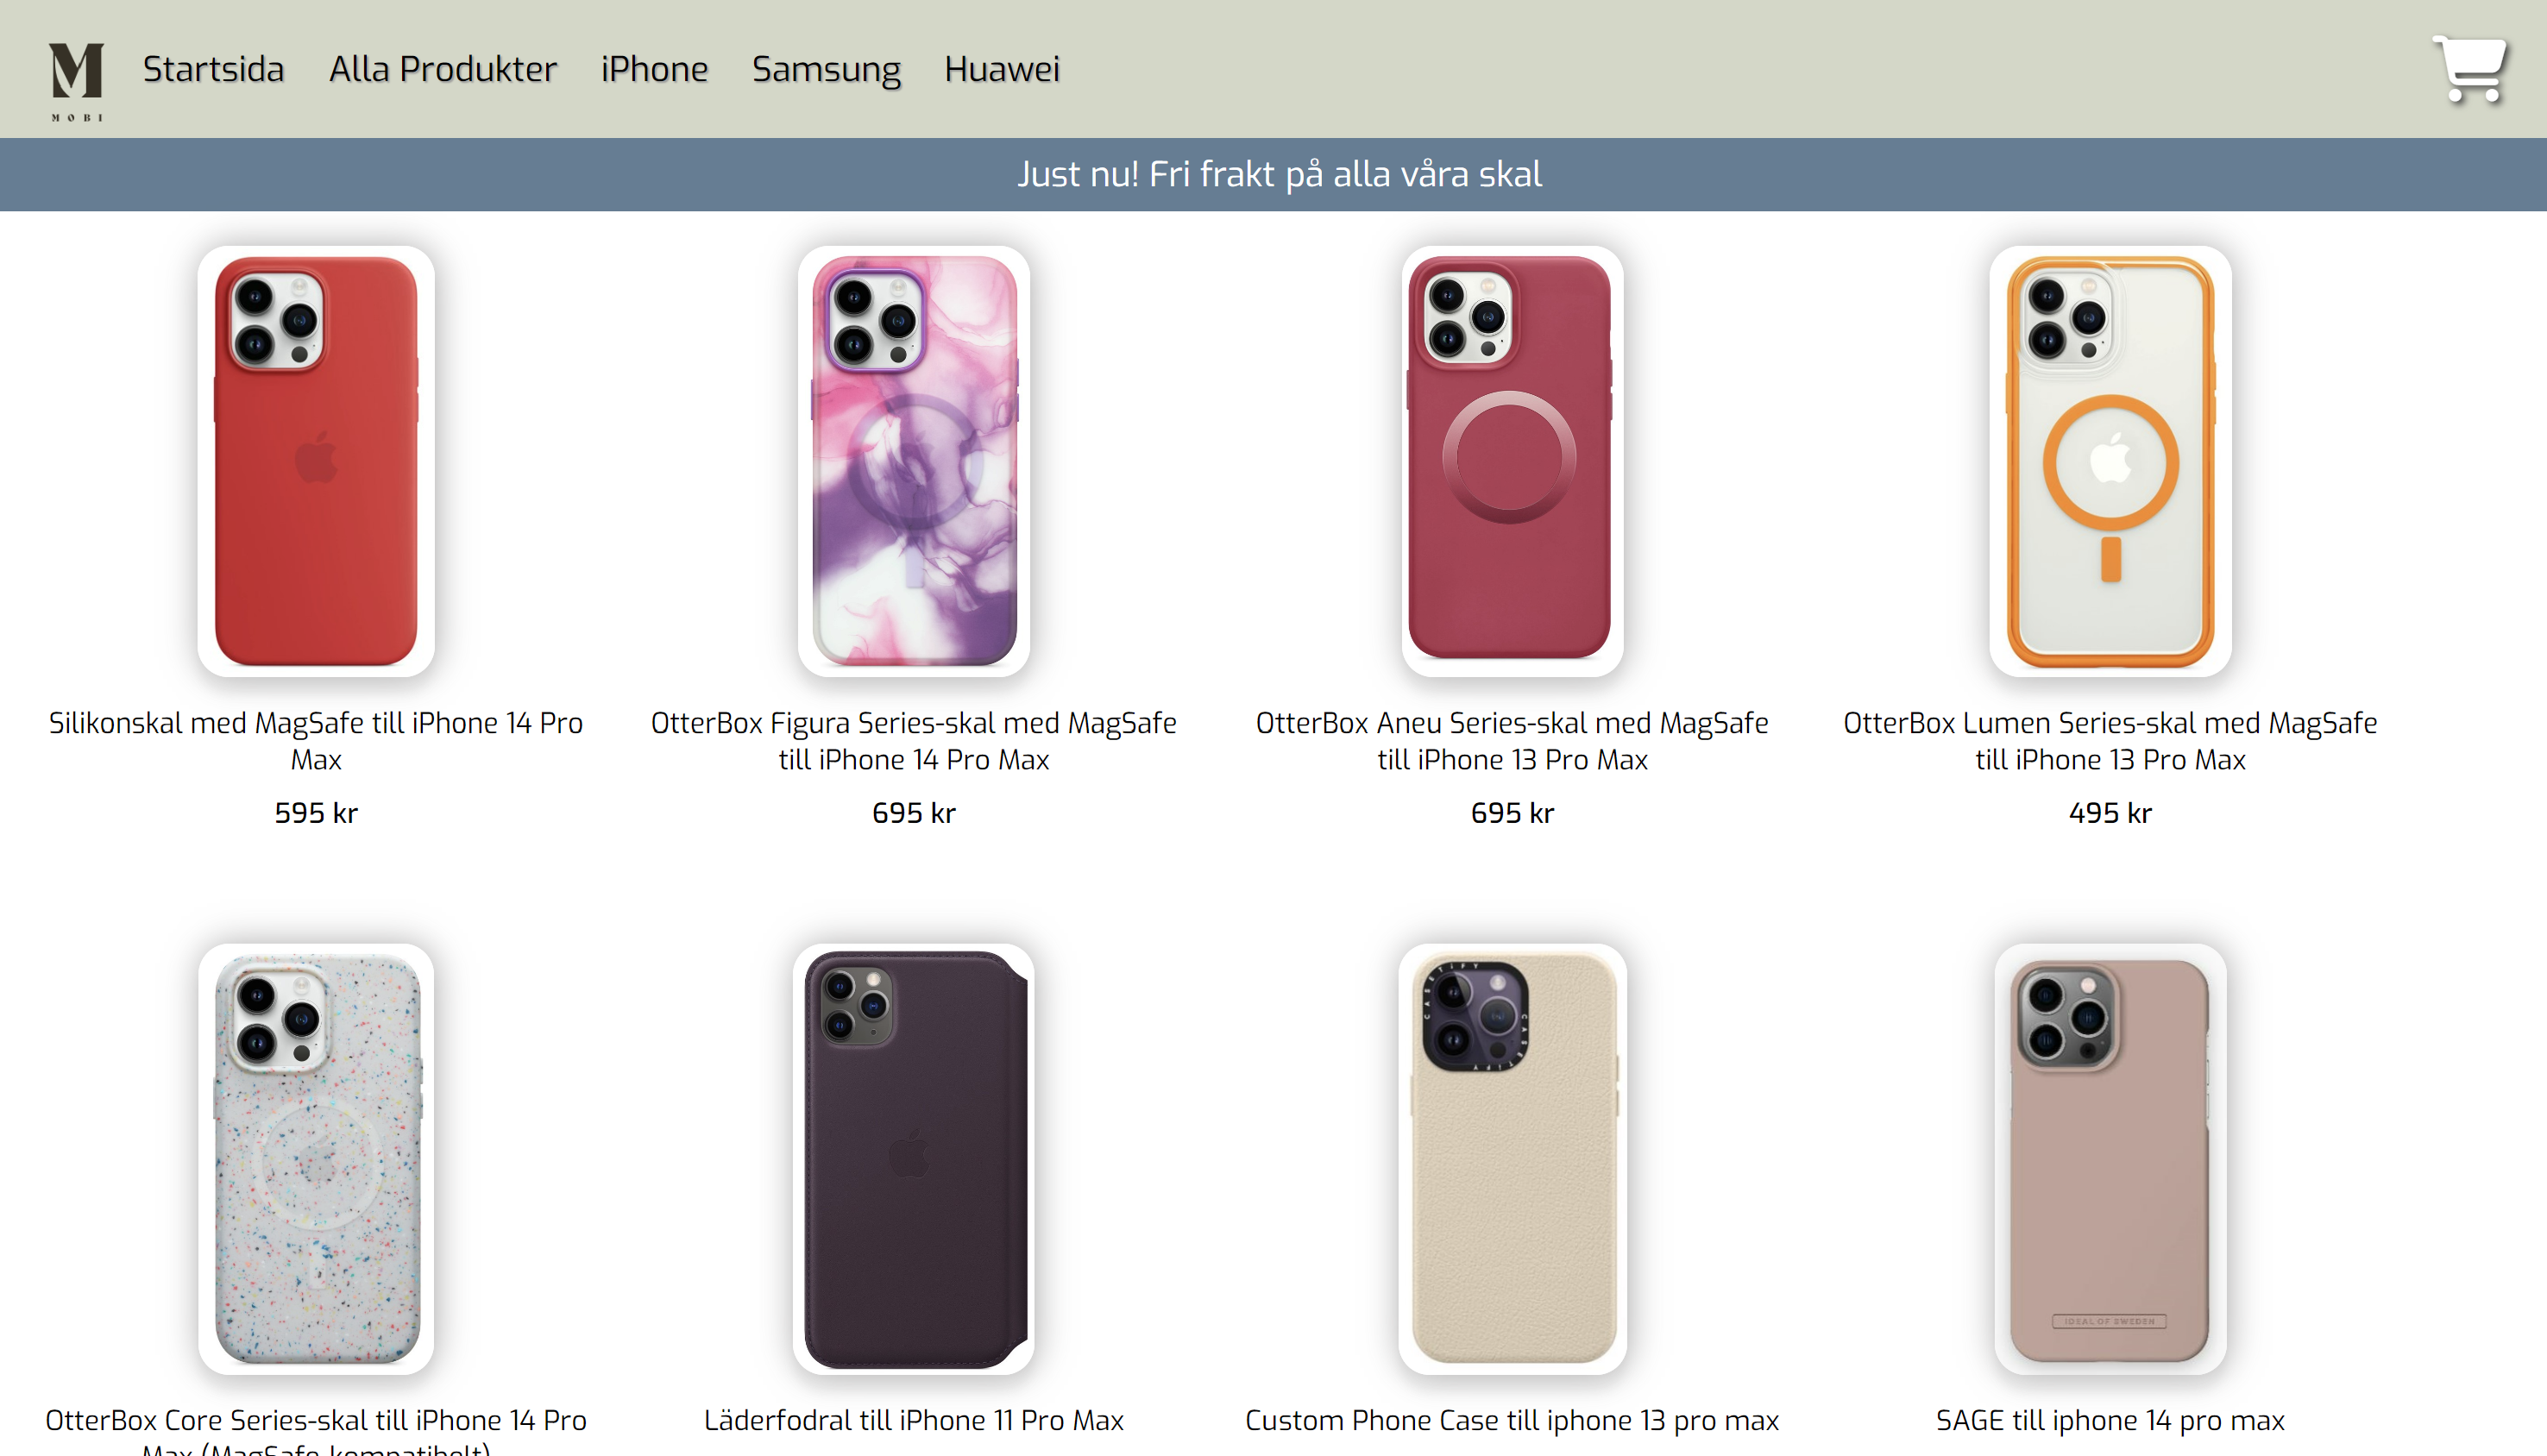 M
MOBI
Startsida
Alla Produkter
iPhone
Samsung
Huawei
Just nu! Fri frakt på alla våra skal
Silikonskal med MagSafe till iPhone 14 Pro
Max
595 kr
OtterBox Figura Series-skal med MagSafe
till iPhone 14 Pro Max
695 kr
OtterBox Aneu Series-skal med MagSafe
till iPhone 13 Pro Max
695 kr
OtterBox Lumen Series-skal med MagSafe
till iPhone 13 Pro Max
495 kr
CASETIFY
CASETIFY
IDEAL OF SWEDEN
OtterBox Core Series-skal till iPhone 14 Pro
Max (MagSafe-kompatibelt)
Läderfodral till iPhone 11 Pro Max
Custom Phone Case till iphone 13 pro max
SAGE till iphone 14 pro max